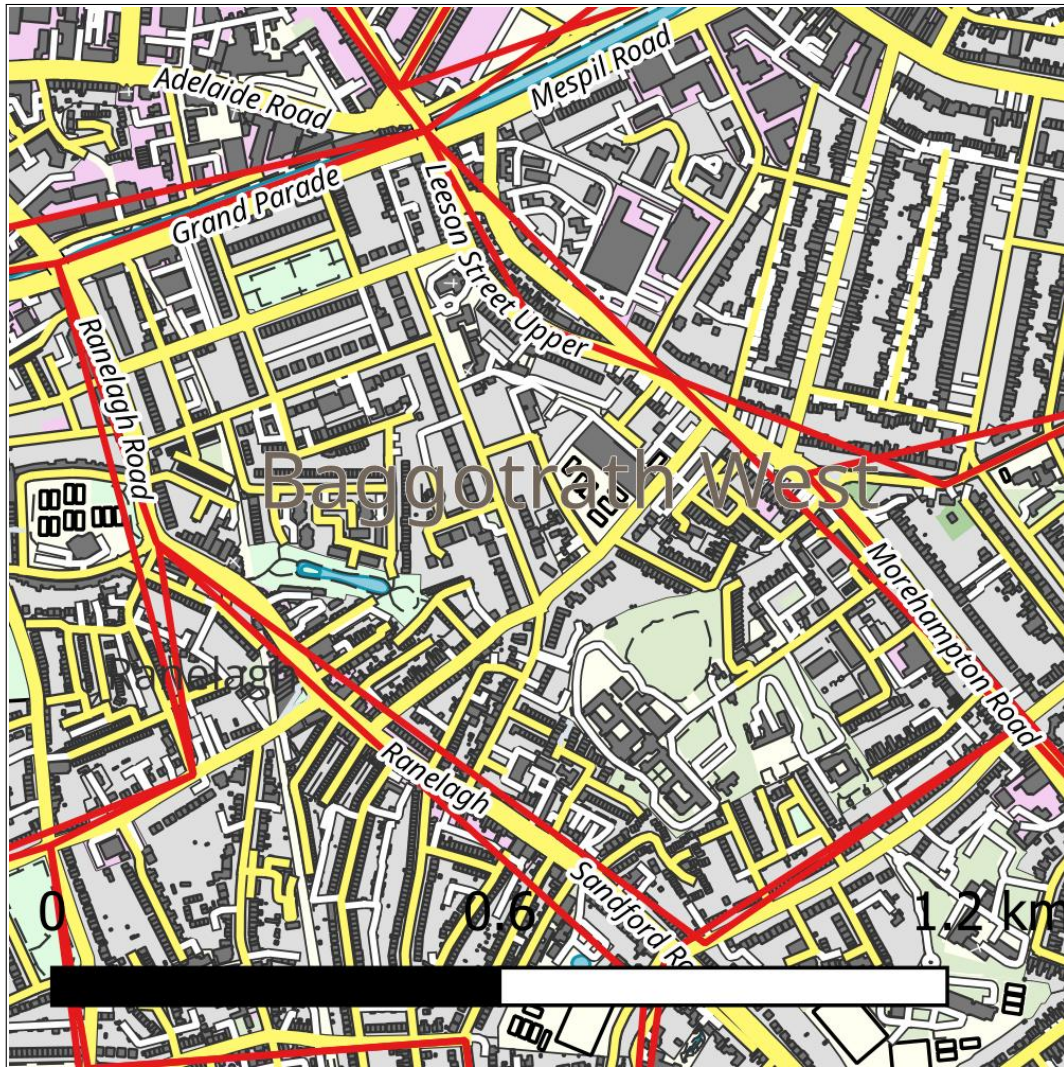 Adelaide Road
Mespil Road
Grand Parade
Leeson Street Upper
Ranelagh Road
Baggotrath West
Morehampton Road
Ranelagh
Ranelagh
Sandford
0 0.6 1.2 km